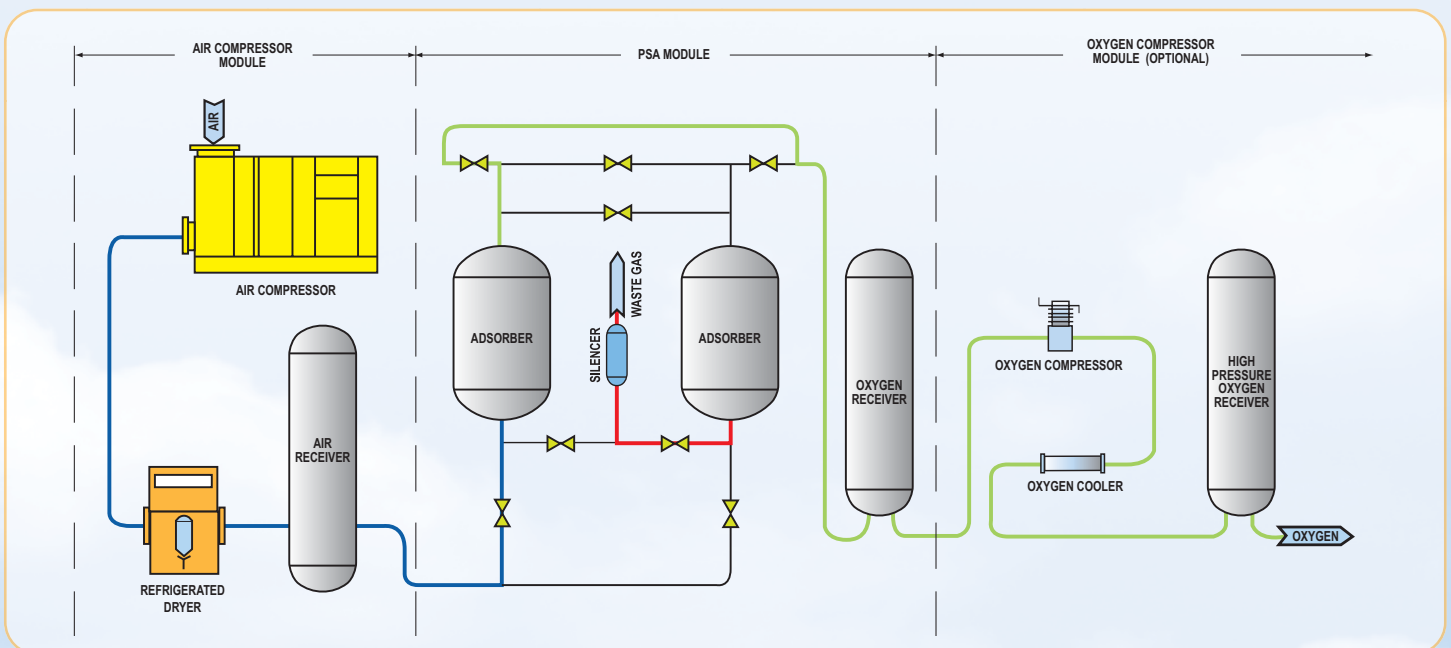 AIR COMPRESSOR
MODULE
PSA MODULE
OXYGEN COMPRESSOR
MODULE (OPTIONAL)
AIR
AIR COMPRESSOR
AIR
RECEIVER
REFRIGERATED
DRYER
ADSORBER
SILENCER
WASTE GAS
ADSORBER
OXYGEN
RECEIVER
OXYGEN COMPRESSOR
OXYGEN COOLER
HIGH
PRESSURE
OXYGEN
RECEIVER
OXYGEN